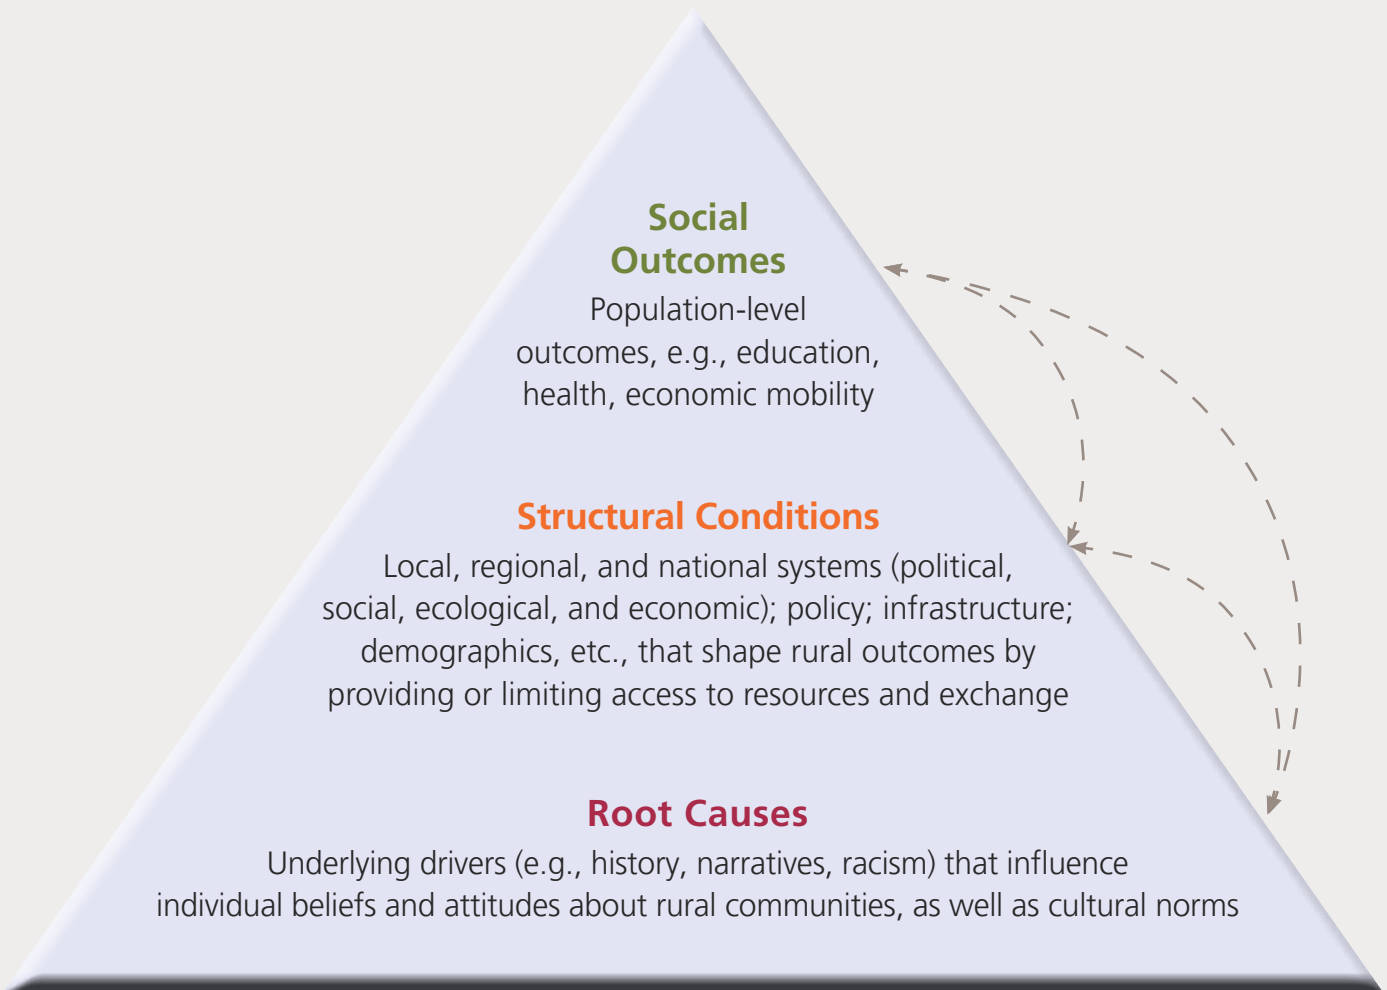 Social
Outcomes
Population-level
outcomes, e.g., education,
health, economic mobility
Structural Conditions
Local, regional, and national systems (political,
social, ecological, and economic); policy; infrastructure;
demographics, etc., that shape rural outcomes by
providing or limiting access to resources and exchange
Root Causes
Underlying drivers (e.g., history, narratives, racism) that influence
individual beliefs and attitudes about rural communities, as well as cultural norms